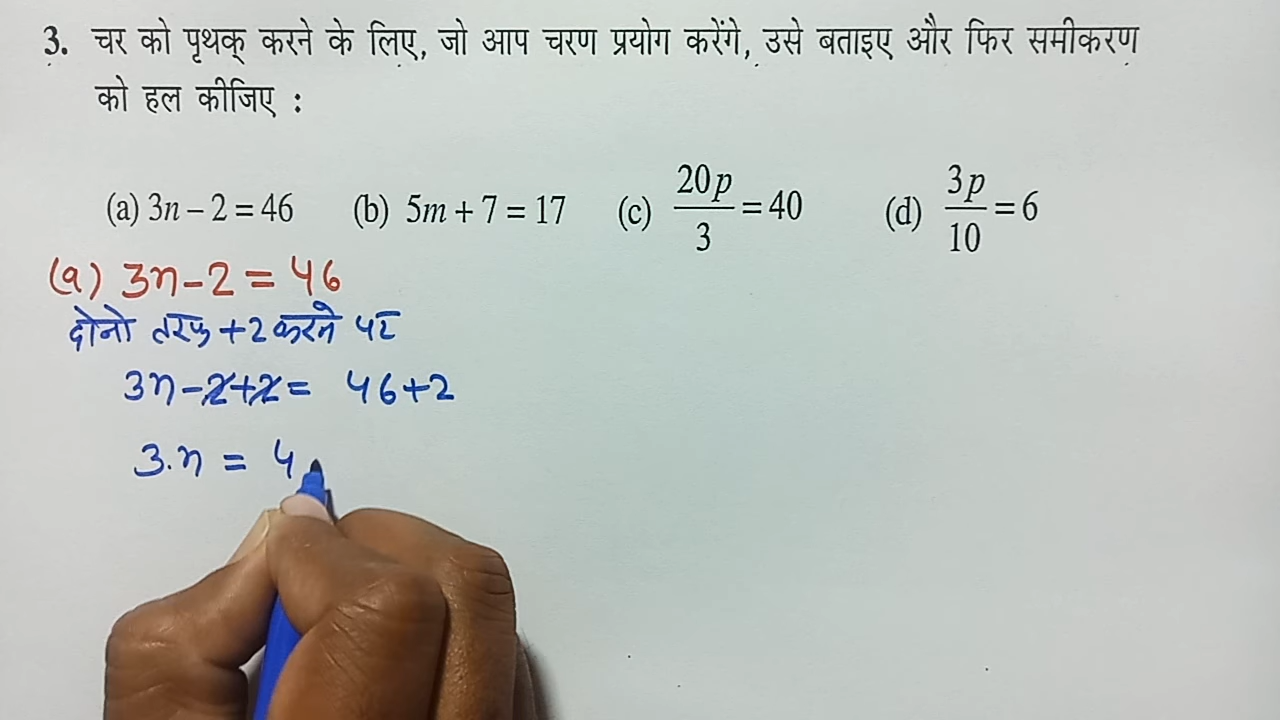 3. चर को पृथक् करने के लिए, जो आप चरण प्रयोग करेंगे, उसे बताइए और फिर समीकरण
को हल कीजिए :
(a) 3n – 2 = 46 (b) 5m + 7 = 17 (c) 20p/3 = 40 (d) 3p/10 = 6
(a) 3n - 2 = 46
दोनो तरफ +2 करने पर
3n - 2 + 2 = 46 + 2
3.n = 4